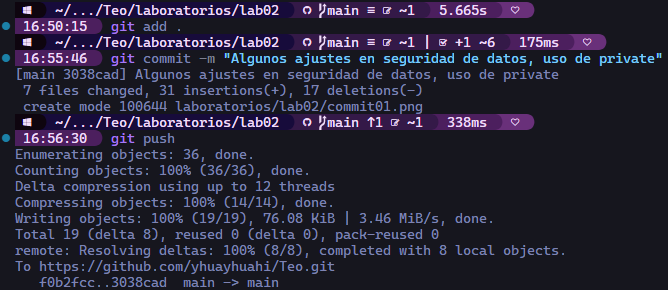 ~/.../Teo/laboratorios/lab02 main ≡ ~1 5.665s
16:50:15 git add .
~/.../Teo/laboratorios/lab02 main ≡ ~1 | +1 ~6 175ms
16:55:46 git commit -m "Algunos ajustes en seguridad de datos, uso de private"
[main 3038cad] Algunos ajustes en seguridad de datos, uso de private
7 files changed, 31 insertions(+), 17 deletions(-)
create mode 100644 laboratorios/lab02/commit01.png
~/.../Teo/laboratorios/lab02 main ↑1 ~1 338ms
16:56:30 git push
Enumerating objects: 36, done.
Counting objects: 100% (36/36), done.
Delta compression using up to 12 threads
Compressing objects: 100% (14/14), done.
Writing objects: 100% (19/19), 76.08 KiB | 3.46 MiB/s, done.
Total 19 (delta 8), reused 0 (delta 0), pack-reused 0
remote: Resolving deltas: 100% (8/8), completed with 8 local objects.
To https://github.com/yhuayhuahi/Teo.git
f0b2fcc..3038cad main -> main